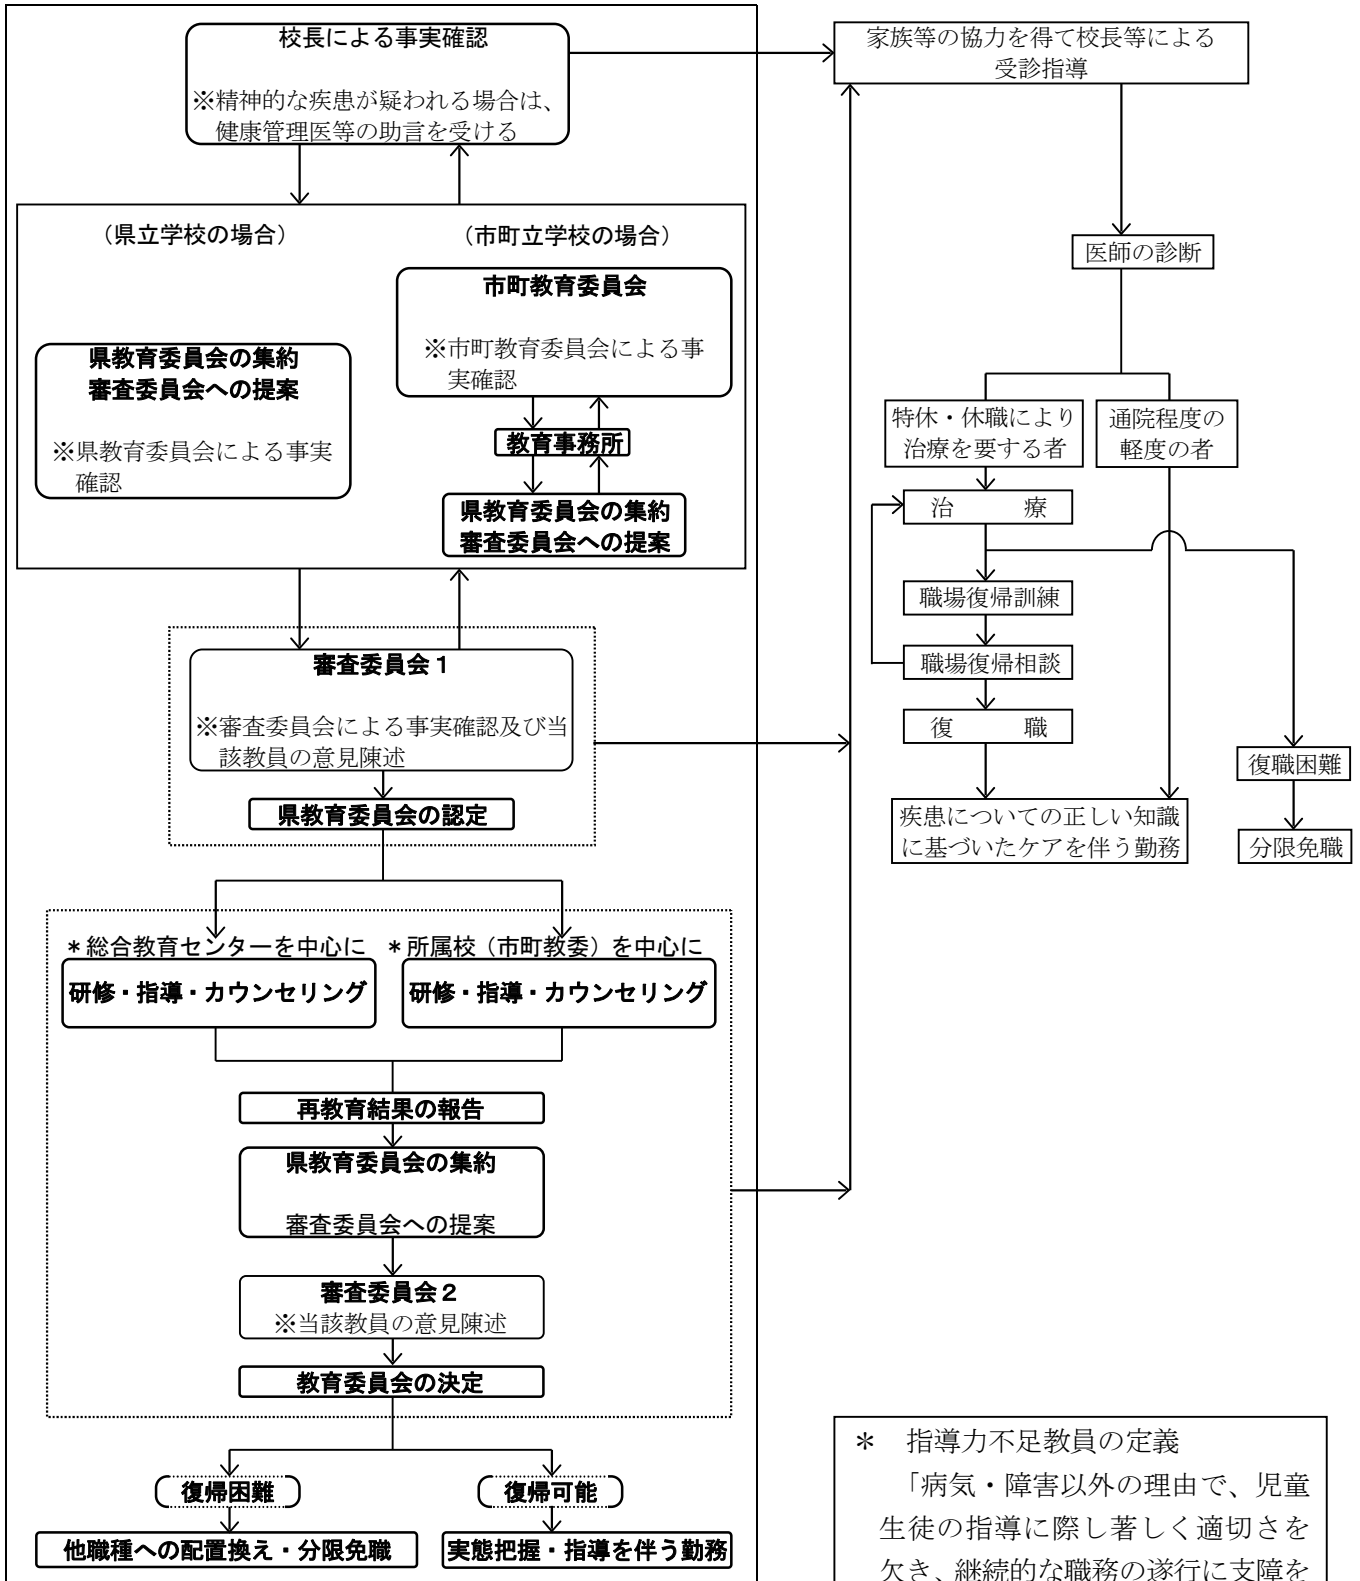 校長による事実確認
※精神的な疾患が疑われる場合は、
健康管理医等の助言を受ける
家族等の協力を得て校長等による
受診指導
（県立学校の場合）
（市町立学校の場合）
県教育委員会の集約
審査委員会への提案
※県教育委員会による事実
確認
市町教育委員会
※市町教育委員会による事
実確認
教育事務所
県教育委員会の集約
審査委員会への提案
審査委員会１
※審査委員会による事実確認及び当
該教員の意見陳述
県教育委員会の認定
＊総合教育センターを中心に
研修・指導・カウンセリング
＊所属校（市町教委）を中心に
研修・指導・カウンセリング
再教育結果の報告
県教育委員会の集約
審査委員会への提案
審査委員会２
※当該教員の意見陳述
教育委員会の決定
復帰困難
他職種への配置換え・分限免職
復帰可能
実態把握・指導を伴う勤務
医師の診断
特休・休職により
治療を要する者
通院程度の
軽度の者
治　　療
職場復帰訓練
職場復帰相談
復　　職
疾患についての正しい知識
に基づいたケアを伴う勤務
復職困難
分限免職
＊　指導力不足教員の定義
「病気・障害以外の理由で、児童
生徒の指導に際し著しく適切さを
欠き、継続的な職務の遂行に支障を